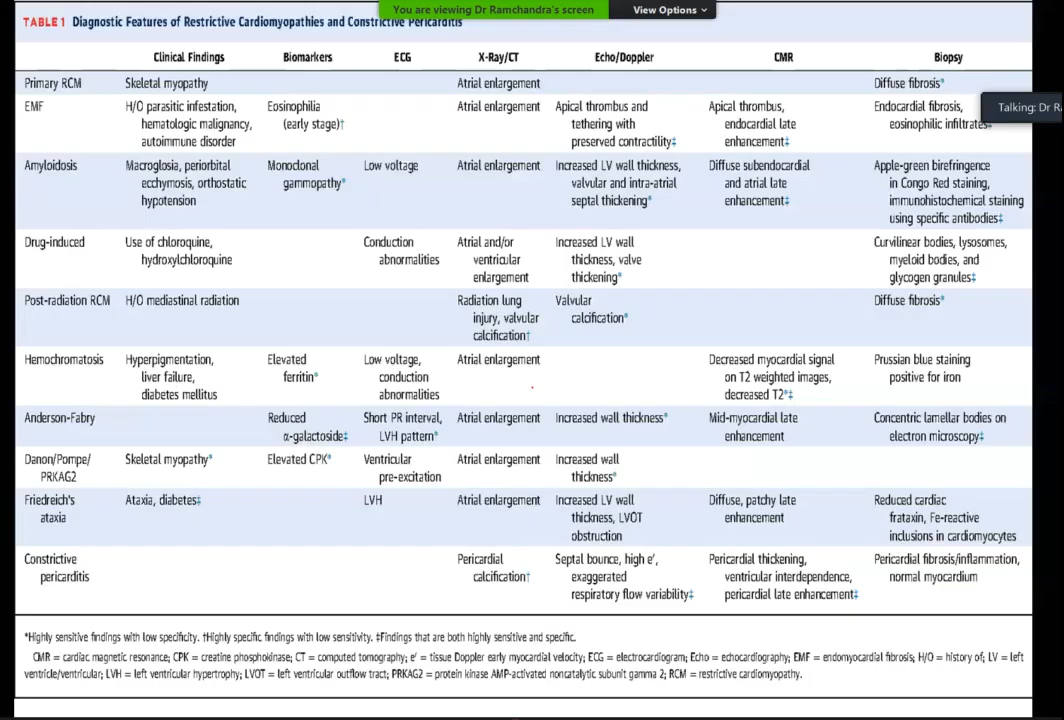 You are viewing Dr Ramchandra's screen
View Options
TABLE 1 Diagnostic Features of Restrictive Cardiomyopathies and Constrictive Pericarditis
Clinical Findings Biomarkers ECG X-Ray/CT Echo/Doppler CMR Biopsy
Primary RCM Skeletal myopathy Atrial enlargement Diffuse fibrosis*
EMF H/O parasitic infestation, Eosinophilia Atrial enlargement Apical thrombus and Apical thrombus, Endocardial fibrosis,
Talking: Dr R
hematologic malignancy, (early stage)† tethering with endocardial late eosinophilic infiltrates‡
autoimmune disorder preserved contractility‡ enhancement‡
Amyloidosis Macroglosia, periorbital Monoclonal Low voltage Atrial enlargement Increased LV wall thickness, Diffuse subendocardial Apple-green birefringence
ecchymosis, orthostatic gammopathy* valvular and intra-atrial and atrial late in Congo Red staining,
hypotension septal thickening* enhancement‡ immunohistochemical staining
using specific antibodies‡
Drug-induced Use of chloroquine, Conduction Atrial and/or Increased LV wall Curvilinear bodies, lysosomes,
hydroxylchloroquine abnormalities ventricular thickness, valve myeloid bodies, and
enlargement thickening* glycogen granules‡
Post-radiation RCM H/O mediastinal radiation Radiation lung Valvular Diffuse fibrosis*
injury, valvular calcification*
calcification†
Hemochromatosis Hyperpigmentation, Elevated Low voltage, Atrial enlargement Decreased myocardial signal Prussian blue staining
liver failure, ferritin* conduction on T2 weighted images, positive for iron
diabetes mellitus abnormalities decreased T2*‡
Anderson-Fabry Reduced Short PR interval, Atrial enlargement Increased wall thickness* Mid-myocardial late Concentric lamellar bodies on
α-galactoside‡ LVH pattern* enhancement electron microscopy‡
Danon/Pompe/ Skeletal myopathy* Elevated CPK* Ventricular Atrial enlargement Increased wall
PRKAG2 pre-excitation thickness*
Friedreich's Ataxia, diabetes‡ LVH Atrial enlargement Increased LV wall Diffuse, patchy late Reduced cardiac
ataxia thickness, LVOT enhancement frataxin, Fe-reactive
obstruction inclusions in cardiomyocytes
Constrictive Pericardial Septal bounce, high e′, Pericardial thickening, Pericardial fibrosis/inflammation,
pericarditis calcification† exaggerated ventricular interdependence, normal myocardium
respiratory flow variability‡ pericardial late enhancement‡
*Highly sensitive findings with low specificity. †Highly specific findings with low sensitivity. ‡Findings that are both highly sensitive and specific.
CMR = cardiac magnetic resonance; CPK = creatine phosphokinase; CT = computed tomography; e′ = tissue Doppler early myocardial velocity; ECG = electrocardiogram; Echo = echocardiography; EMF = endomyocardial fibrosis; H/O = history of; LV = left
ventricle/ventricular; LVH = left ventricular hypertrophy; LVOT = left ventricular outflow tract; PRKAG2 = protein kinase AMP-activated noncatalytic subunit gamma 2; RCM = restrictive cardiomyopathy.